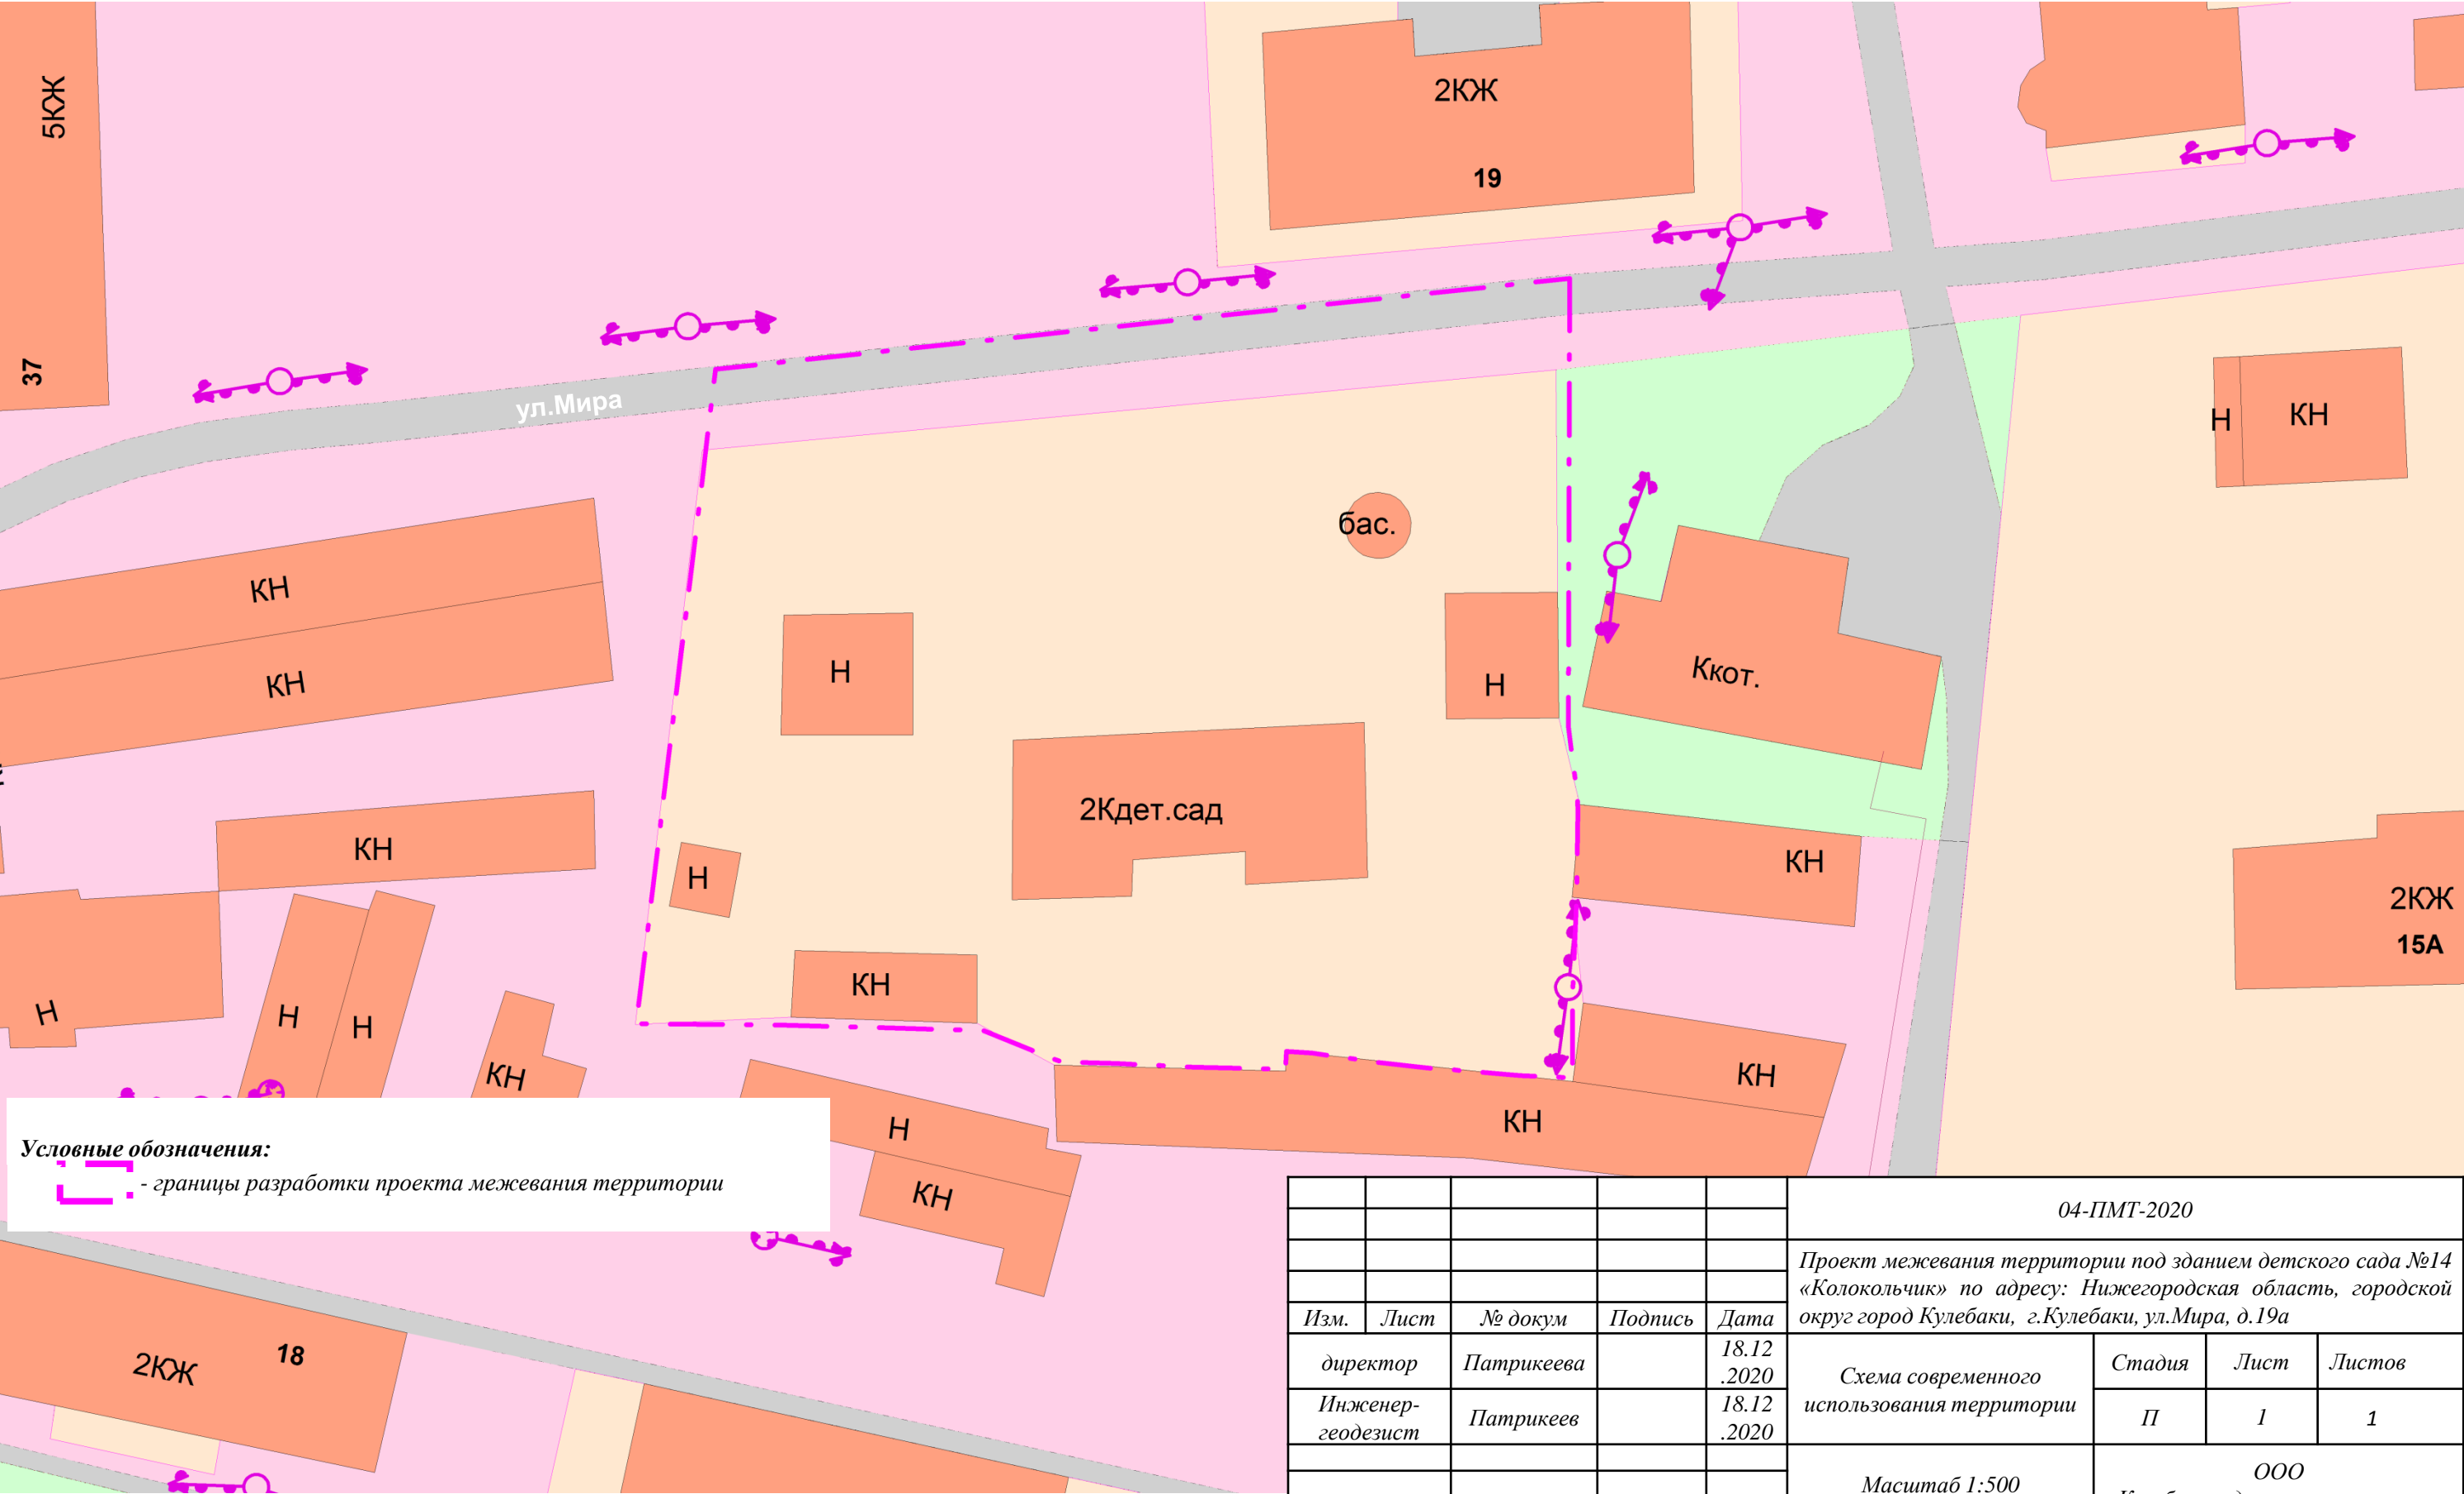 5КЖ
37
2КЖ
19
ул.Мира
Н
КН
бас.
КН
КН
Н
Н
Ккот.
2Кдет.сад
КН
КН
Н
2КЖ
15А
КН
Н
Н
Н
КН
КН
Н
КН
КН
2КЖ
18
Условные обозначения:
- границы разработки проекта межевания территории
04-ПМТ-2020
Проект межевания территории под зданием детского сада №14
«Колокольчик» по адресу: Нижегородская область, городской
округ город Кулебаки, г.Кулебаки, ул.Мира, д.19а
Изм. Лист № докум Подпись Дата
директор Патрикеева 18.12
.2020
Схема современного
использования территории
Стадия Лист Листов
Инженер-
геодезист Патрикеев 18.12
.2020
П 1 1
Масштаб 1:500
ООО